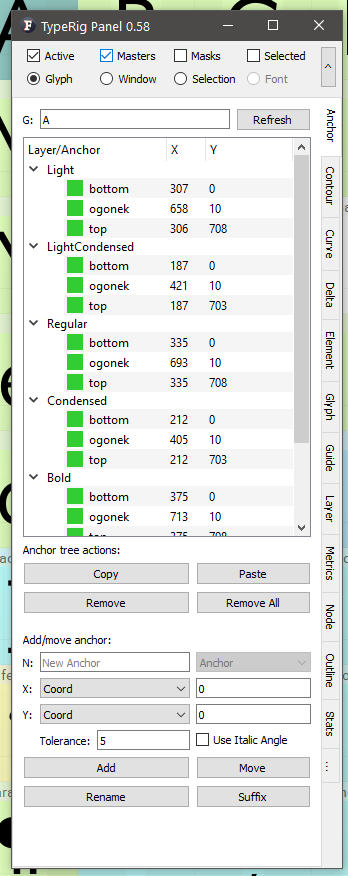 TypeRig Panel 0.58
Active Masters Masks Selected
Glyph Window Selection Font
G: A Refresh
Layer/Anchor X Y
Light
bottom 307 0
ogonek 658 10
top 306 708
LightCondensed
bottom 187 0
ogonek 421 10
top 187 703
Regular
bottom 335 0
ogonek 693 10
top 335 708
Condensed
bottom 212 0
ogonek 405 10
top 212 703
Bold
bottom 375 0
ogonek 713 10
top 375 708
Anchor tree actions:
Copy Paste
Remove Remove All
Add/move anchor:
N: New Anchor Anchor
X: Coord 0
Y: Coord 0
Tolerance: 5 Use Italic Angle
Add Move
Rename Suffix
Anchor
Contour
Curve
Delta
Element
Glyph
Guide
Layer
Metrics
Node
Outline
Stats
...